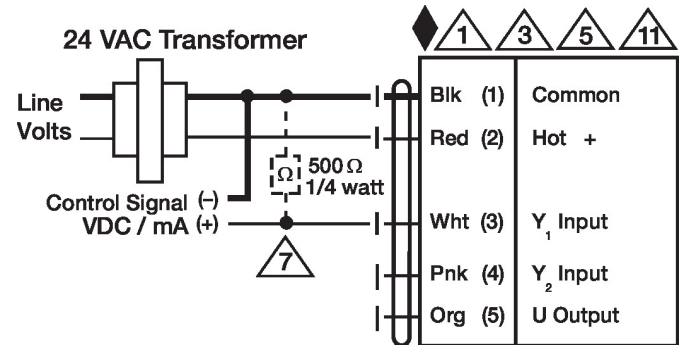 1 3 5 11
24 VAC Transformer
Line
Volts
Blk (1) Common
Red (2) Hot +
Ω 500 Ω
1/4 watt
Control Signal (–)
VDC / mA (+)
Wht (3) Y1 Input
7
Pnk (4) Y2 Input
Org (5) U Output